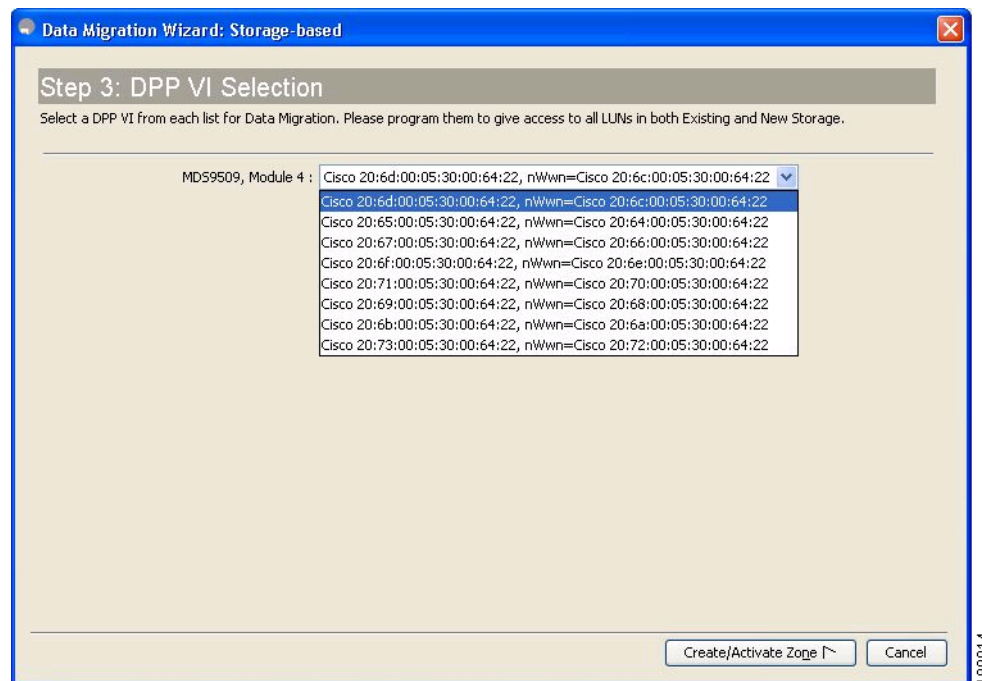 Data Migration Wizard: Storage-based
Step 3: DPP VI Selection
Select a DPP VI from each list for Data Migration. Please program them to give access to all LUNs in both Existing and New Storage.
MDS9509, Module 4 : Cisco 20:6d:00:05:30:00:64:22, nWwn=Cisco 20:6c:00:05:30:00:64:22
Cisco 20:6d:00:05:30:00:64:22, nWwn=Cisco 20:6c:00:05:30:00:64:22
Cisco 20:65:00:05:30:00:64:22, nWwn=Cisco 20:64:00:05:30:00:64:22
Cisco 20:67:00:05:30:00:64:22, nWwn=Cisco 20:66:00:05:30:00:64:22
Cisco 20:6f:00:05:30:00:64:22, nWwn=Cisco 20:6e:00:05:30:00:64:22
Cisco 20:71:00:05:30:00:64:22, nWwn=Cisco 20:70:00:05:30:00:64:22
Cisco 20:69:00:05:30:00:64:22, nWwn=Cisco 20:68:00:05:30:00:64:22
Cisco 20:6b:00:05:30:00:64:22, nWwn=Cisco 20:6a:00:05:30:00:64:22
Cisco 20:73:00:05:30:00:64:22, nWwn=Cisco 20:72:00:05:30:00:64:22
Create/Activate Zone Cancel